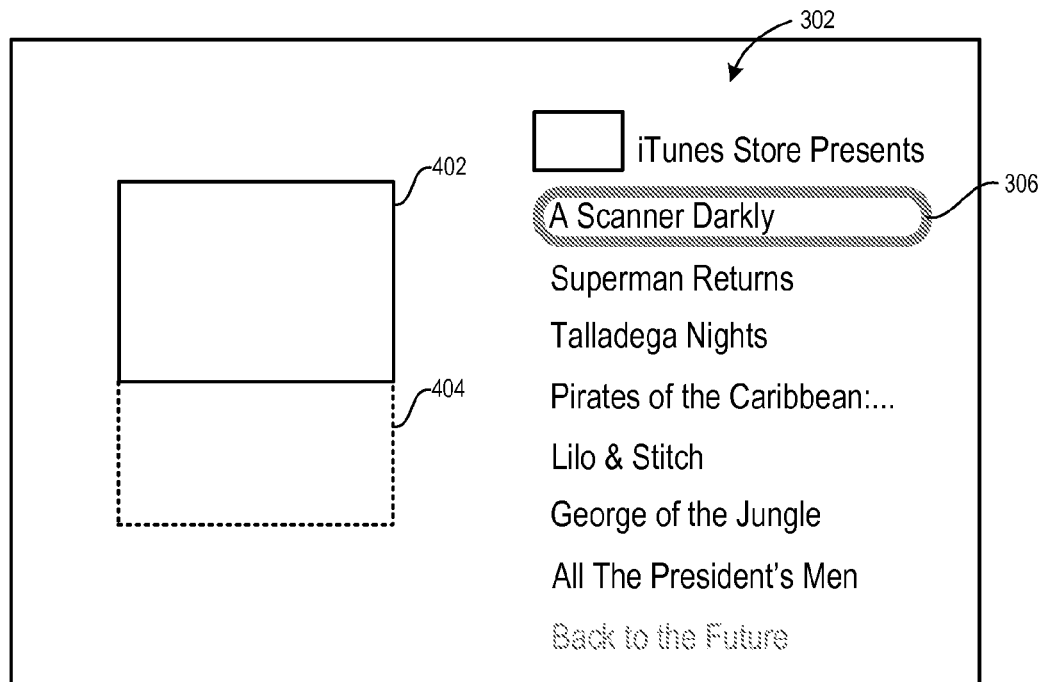 302
iTunes Store Presents
402
306
A Scanner Darkly
Superman Returns
Talladega Nights
404
Pirates of the Caribbean:...
Lilo & Stitch
George of the Jungle
All The President's Men
Back to the Future